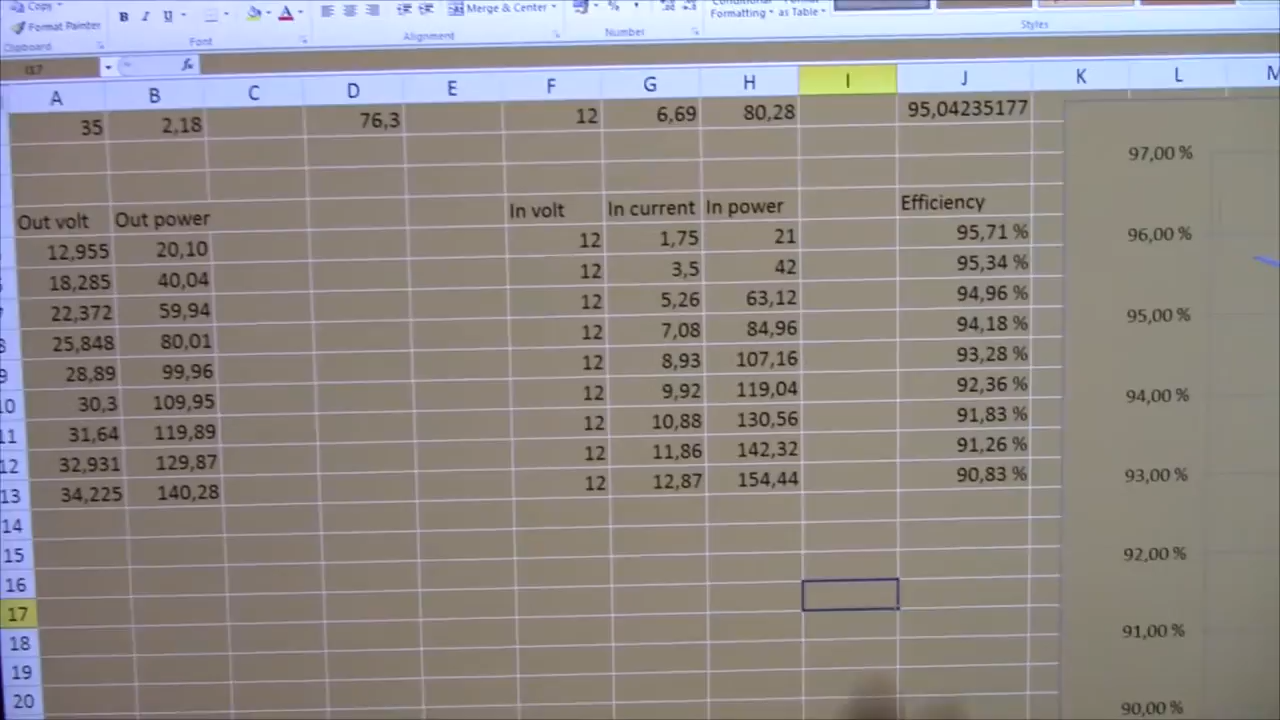 Copy
Format Painter
Clipboard
B I U
Font
Merge & Center
Alignment
%
Number
Formatting as Table
Styles
I17 fx
A B C D E F G H I J K L M
35 2,18 76,3 12 6,69 80,28 95,04235177
Out volt Out power In volt In current In power Efficiency
12,955 20,10 12 1,75 21 95,71 %
18,285 40,04 12 3,5 42 95,34 %
22,372 59,94 12 5,26 63,12 94,96 %
8 25,848 80,01 12 7,08 84,96 94,18 %
9 28,89 99,96 12 8,93 107,16 93,28 %
10 30,3 109,95 12 9,92 119,04 92,36 %
11 31,64 119,89 12 10,88 130,56 91,83 %
12 32,931 129,87 12 11,86 142,32 91,26 %
13 34,225 140,28 12 12,87 154,44 90,83 %
14
15
16
17
18
19
20
97,00 %
96,00 %
95,00 %
94,00 %
93,00 %
92,00 %
91,00 %
90,00 %